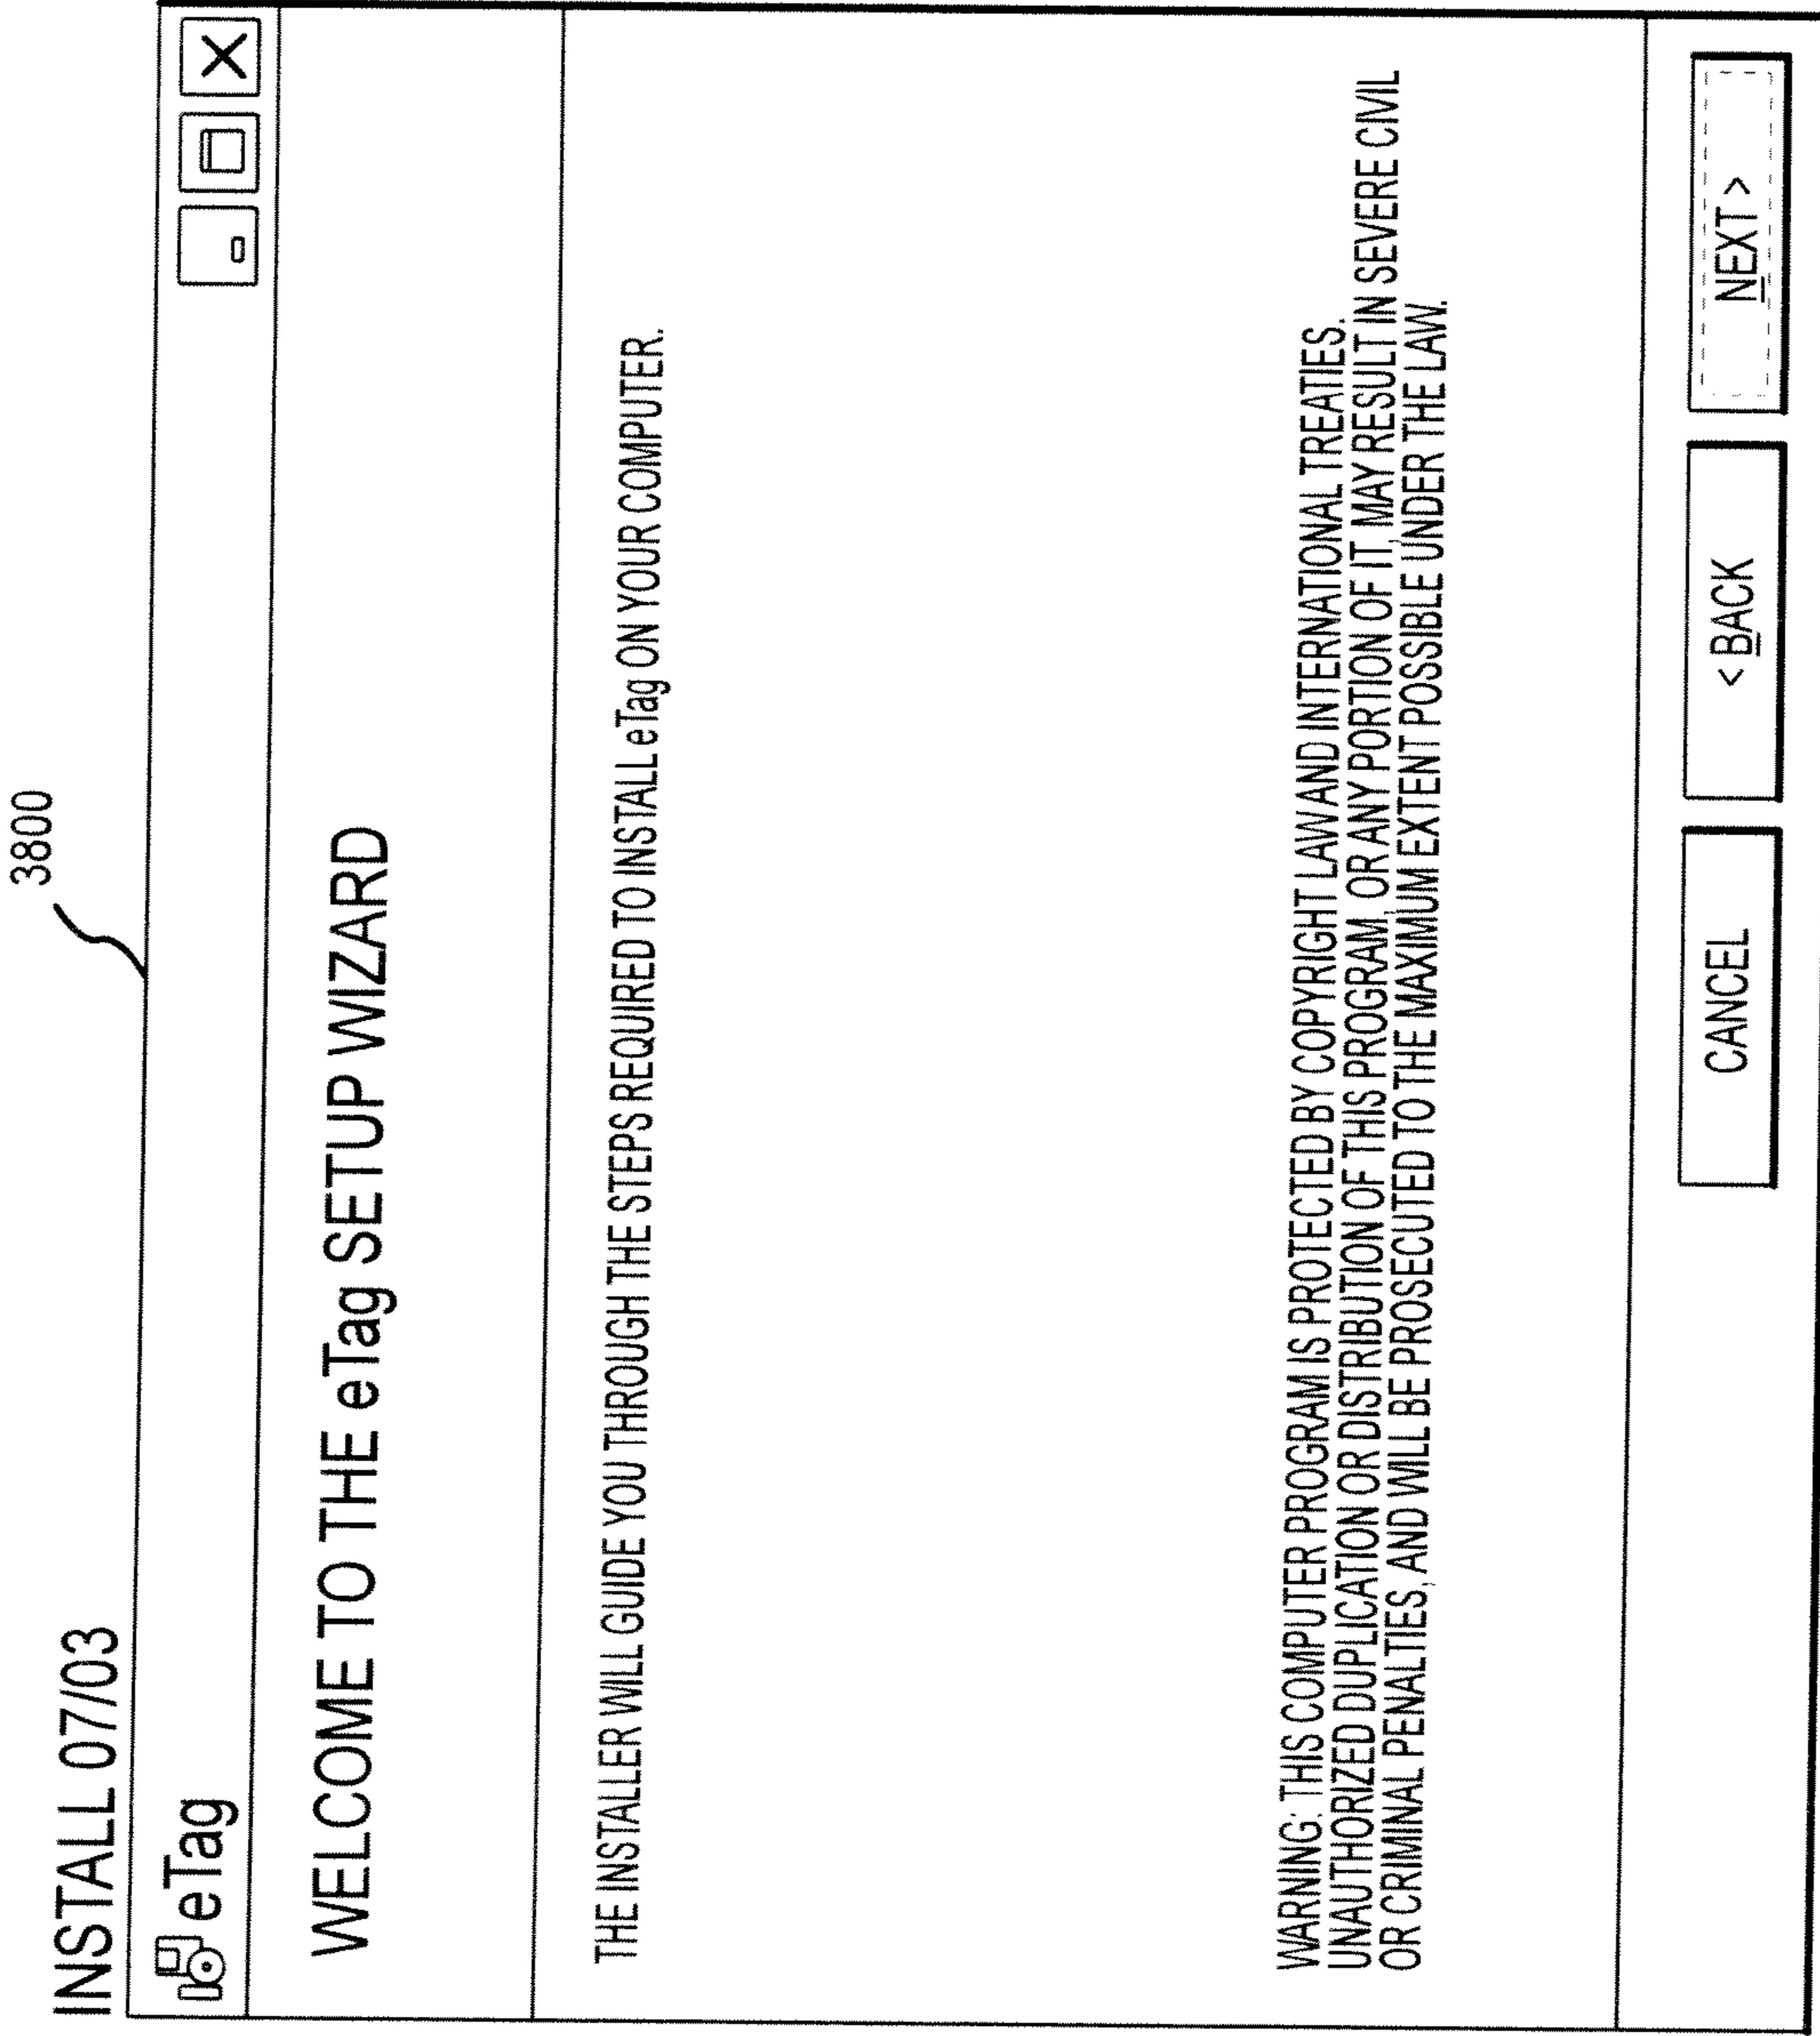 INSTALL 07/03
3800
eTag
WELCOME TO THE eTag SETUP WIZARD
THE INSTALLER WILL GUIDE YOU THROUGH THE STEPS REQUIRED TO INSTALL eTag ON YOUR COMPUTER.
WARNING: THIS COMPUTER PROGRAM IS PROTECTED BY COPYRIGHT LAW AND INTERNATIONAL TREATIES.
UNAUTHORIZED DUPLICATION OR DISTRIBUTION OF THIS PROGRAM, OR ANY PORTION OF IT, MAY RESULT IN SEVERE CIVIL
OR CRIMINAL PENALTIES, AND WILL BE PROSECUTED TO THE MAXIMUM EXTENT POSSIBLE UNDER THE LAW.
CANCEL
< BACK
NEXT >